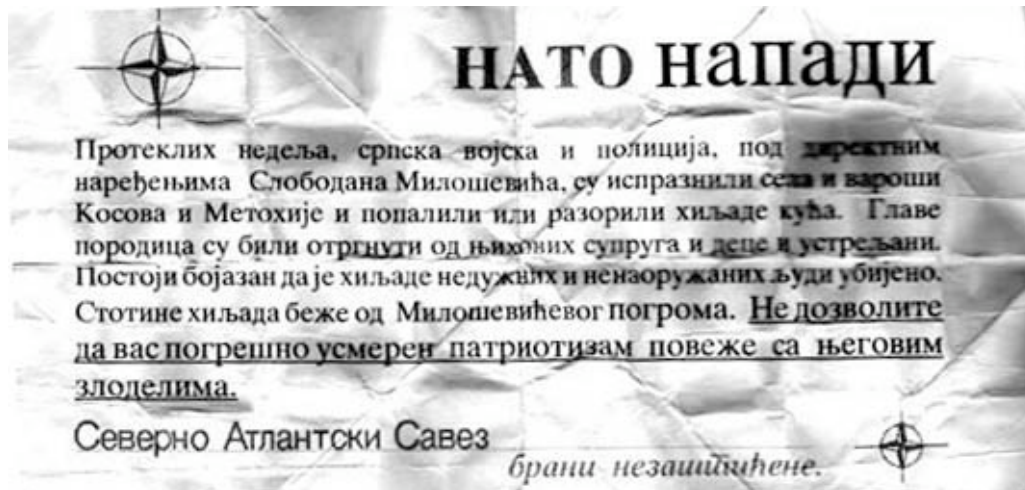 НАТО напади
Протеклих недеља, српска војска и полиција, под директним
наређењима Слободана Милошевића, су испразнили села и вароши
Косова и Метохије и попалили или разорили хиљаде кућа. Главе
породица су били отргнути од њихоних супруга и деце и устрељани.
Постоји бојазан да је хиљаде недужних и ненаоружаних људи убијено.
Стотине хиљада беже од Милошевићевог погрома. Не дозволите
да вас погрешно усмерен патриотизам повеже са његовим
злоделима.
Северно Атлантски Савез
брани незаштићене.